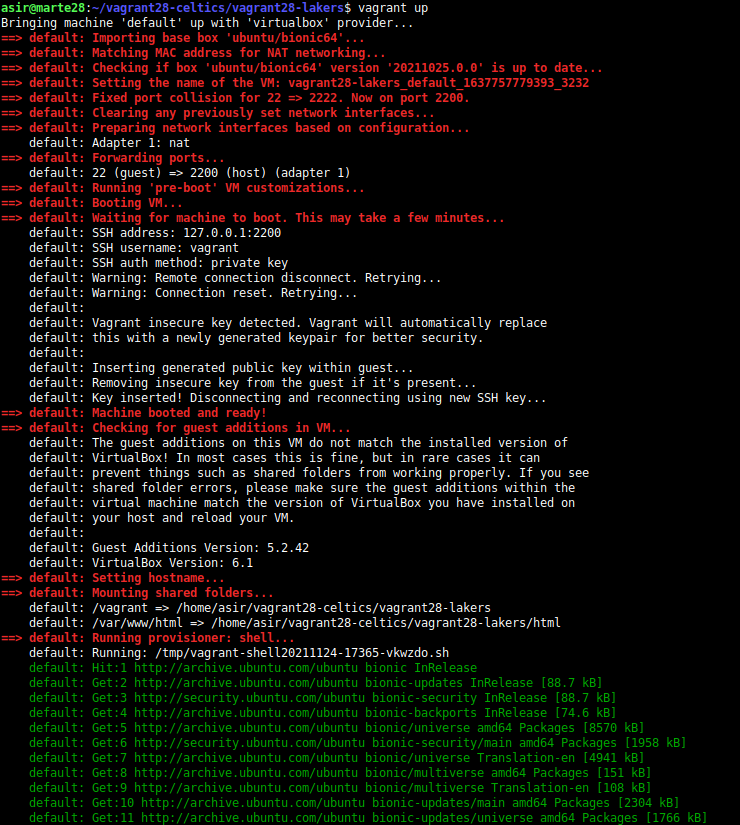 asir@marte28:~/vagrant28-celtics/vagrant28-lakers$ vagrant up
Bringing machine 'default' up with 'virtualbox' provider...
==> default: Importing base box 'ubuntu/bionic64'...
==> default: Matching MAC address for NAT networking...
==> default: Checking if box 'ubuntu/bionic64' version '20211025.0.0' is up to date...
==> default: Setting the name of the VM: vagrant28-lakers_default_1637757779393_3232
==> default: Fixed port collision for 22 => 2222. Now on port 2200.
==> default: Clearing any previously set network interfaces...
==> default: Preparing network interfaces based on configuration...
    default: Adapter 1: nat
==> default: Forwarding ports...
    default: 22 (guest) => 2200 (host) (adapter 1)
==> default: Running 'pre-boot' VM customizations...
==> default: Booting VM...
==> default: Waiting for machine to boot. This may take a few minutes...
    default: SSH address: 127.0.0.1:2200
    default: SSH username: vagrant
    default: SSH auth method: private key
    default: Warning: Remote connection disconnect. Retrying...
    default: Warning: Connection reset. Retrying...
    default:
    default: Vagrant insecure key detected. Vagrant will automatically replace
    default: this with a newly generated keypair for better security.
    default:
    default: Inserting generated public key within guest...
    default: Removing insecure key from the guest if it's present...
    default: Key inserted! Disconnecting and reconnecting using new SSH key...
==> default: Machine booted and ready!
==> default: Checking for guest additions in VM...
    default: The guest additions on this VM do not match the installed version of
    default: VirtualBox! In most cases this is fine, but in rare cases it can
    default: prevent things such as shared folders from working properly. If you see
    default: shared folder errors, please make sure the guest additions within the
    default: virtual machine match the version of VirtualBox you have installed on
    default: your host and reload your VM.
    default:
    default: Guest Additions Version: 5.2.42
    default: VirtualBox Version: 6.1
==> default: Setting hostname...
==> default: Mounting shared folders...
    default: /vagrant => /home/asir/vagrant28-celtics/vagrant28-lakers
    default: /var/www/html => /home/asir/vagrant28-celtics/vagrant28-lakers/html
==> default: Running provisioner: shell...
    default: Running: /tmp/vagrant-shell20211124-17365-vkwzdo.sh
    default: Hit:1 http://archive.ubuntu.com/ubuntu bionic InRelease
    default: Get:2 http://archive.ubuntu.com/ubuntu bionic-updates InRelease [88.7 kB]
    default: Get:3 http://security.ubuntu.com/ubuntu bionic-security InRelease [88.7 kB]
    default: Get:4 http://archive.ubuntu.com/ubuntu bionic-backports InRelease [74.6 kB]
    default: Get:5 http://archive.ubuntu.com/ubuntu bionic/universe amd64 Packages [8570 kB]
    default: Get:6 http://security.ubuntu.com/ubuntu bionic-security/main amd64 Packages [1958 kB]
    default: Get:7 http://archive.ubuntu.com/ubuntu bionic/universe Translation-en [4941 kB]
    default: Get:8 http://archive.ubuntu.com/ubuntu bionic/multiverse amd64 Packages [151 kB]
    default: Get:9 http://archive.ubuntu.com/ubuntu bionic/multiverse Translation-en [108 kB]
    default: Get:10 http://archive.ubuntu.com/ubuntu bionic-updates/main amd64 Packages [2304 kB]
    default: Get:11 http://archive.ubuntu.com/ubuntu bionic-updates/universe amd64 Packages [1766 kB]